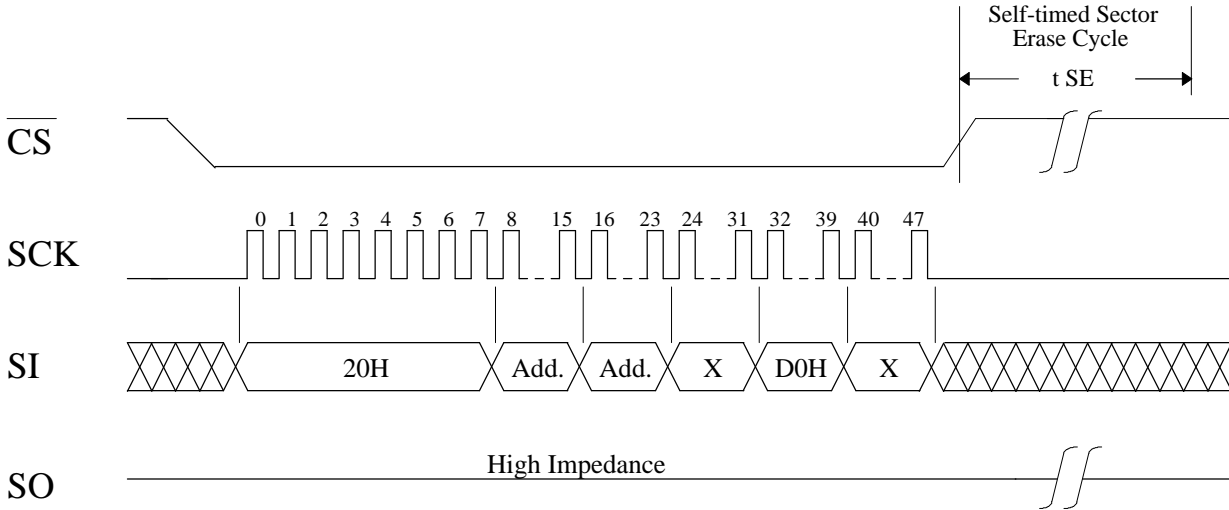 Self-timed Sector
Erase Cycle
t SE
CS
SCK
0 1 2 3 4 5 6 7 8 15 16 23 24 31 32 39 40 47
SI
20H Add. Add. X D0H X
High Impedance
SO